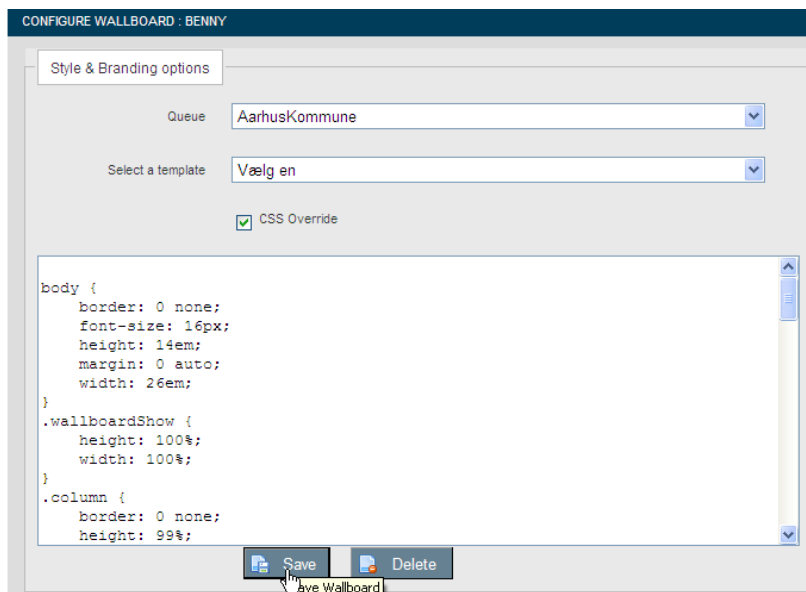 CONFIGURE WALLBOARD : BENNY
Style & Branding options
Queue AarhusKommune
Select a template Vælg en
CSS Override
body {
    border: 0 none;
    font-size: 16px;
    height: 14em;
    margin: 0 auto;
    width: 26em;
}
.wallboardShow {
    height: 100%;
    width: 100%;
}
.column {
    border: 0 none;
    height: 99%;
Save Delete
ave Wallboard